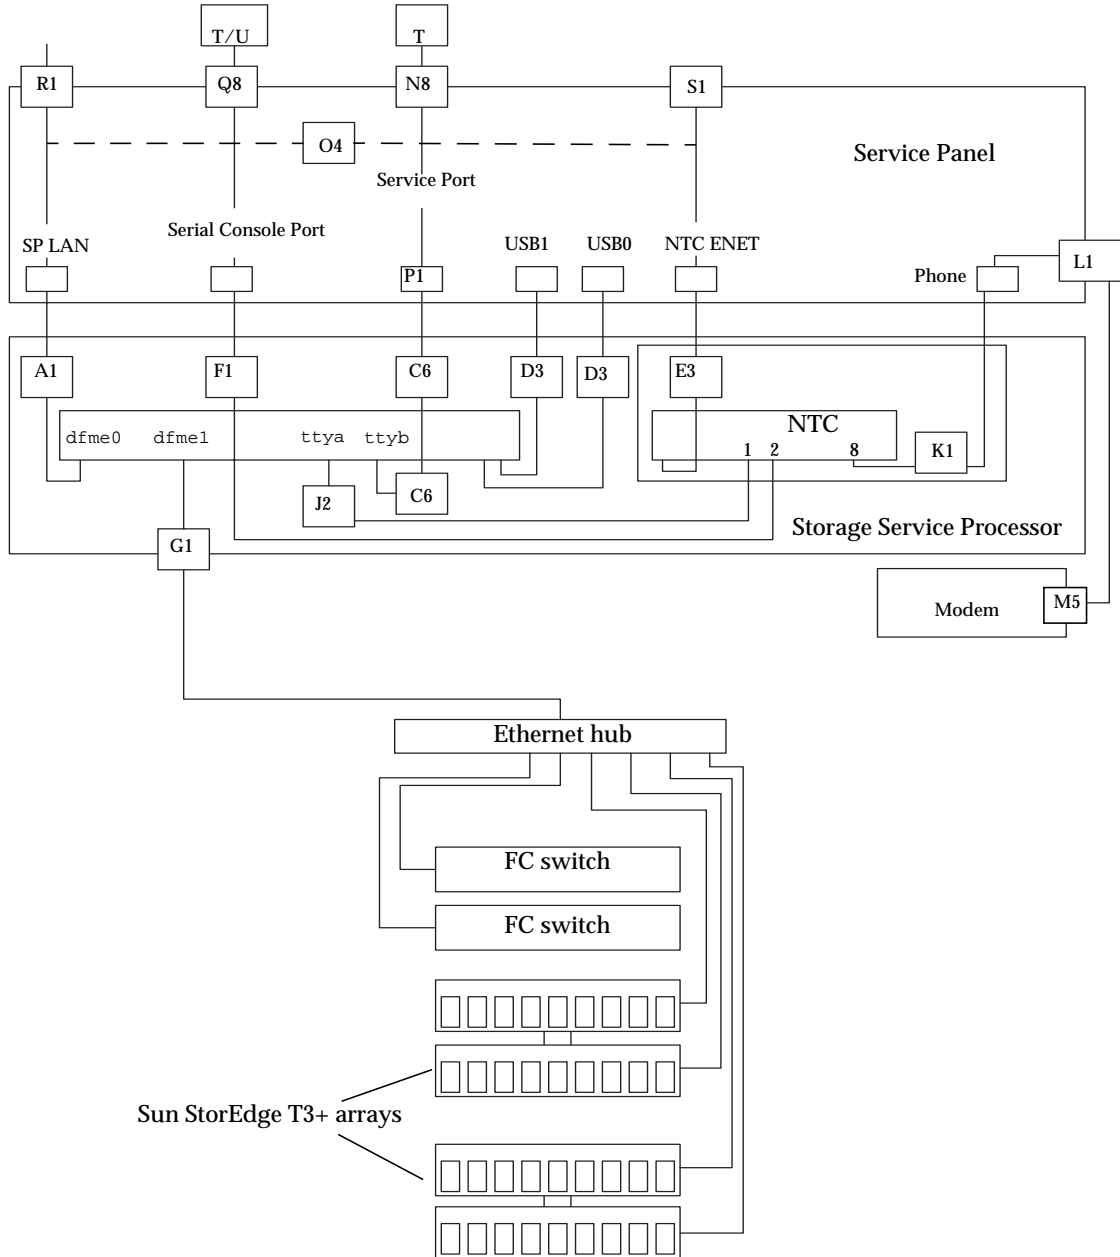 T/U
T
R1
Q8
N8
S1
O4
Service Panel
Service Port
Serial Console Port
SP LAN
USB1
USB0
NTC ENET
L1
P1
Phone
A1
F1
C6
D3
D3
E3
NTC
dfme0
dfme1
ttya
ttyb
1
2
8
K1
C6
J2
Storage Service Processor
G1
Modem
M5
Ethernet hub
FC switch
FC switch
Sun StorEdge T3+ arrays